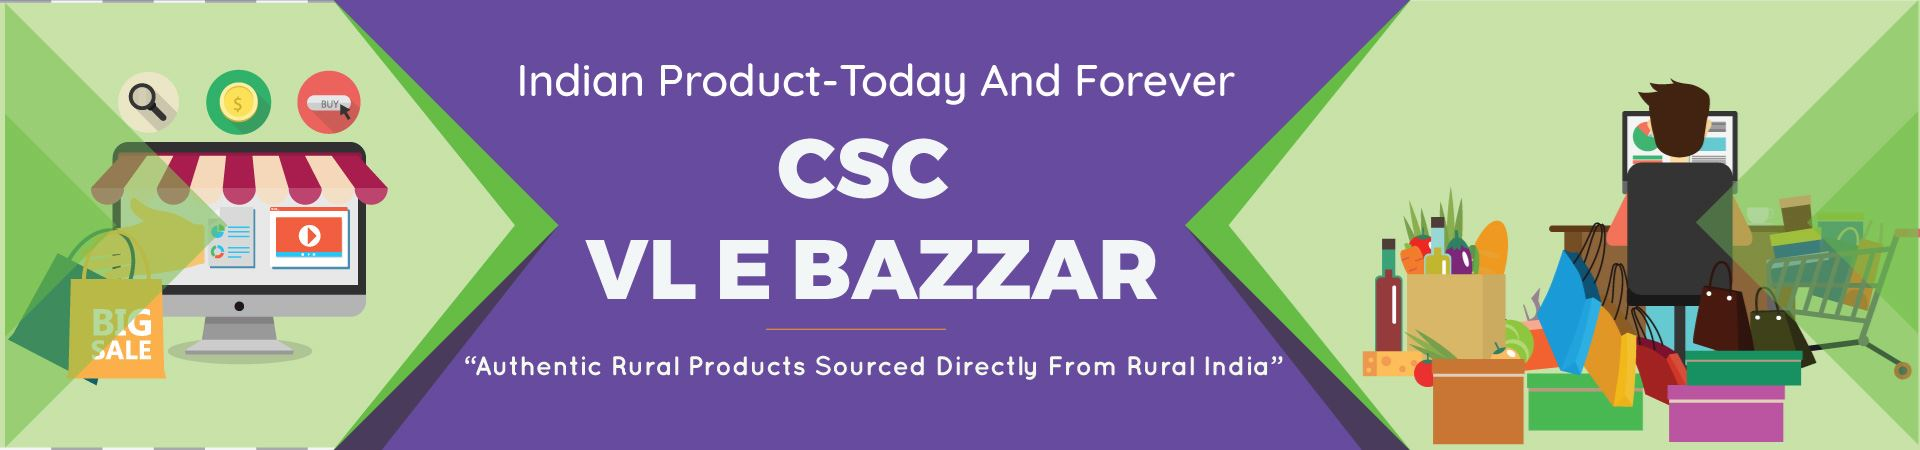 Indian Product-Today And Forever
CSC
VL E BAZZAR
“Authentic Rural Products Sourced Directly From Rural India”
$
BUY
BIG
SALE